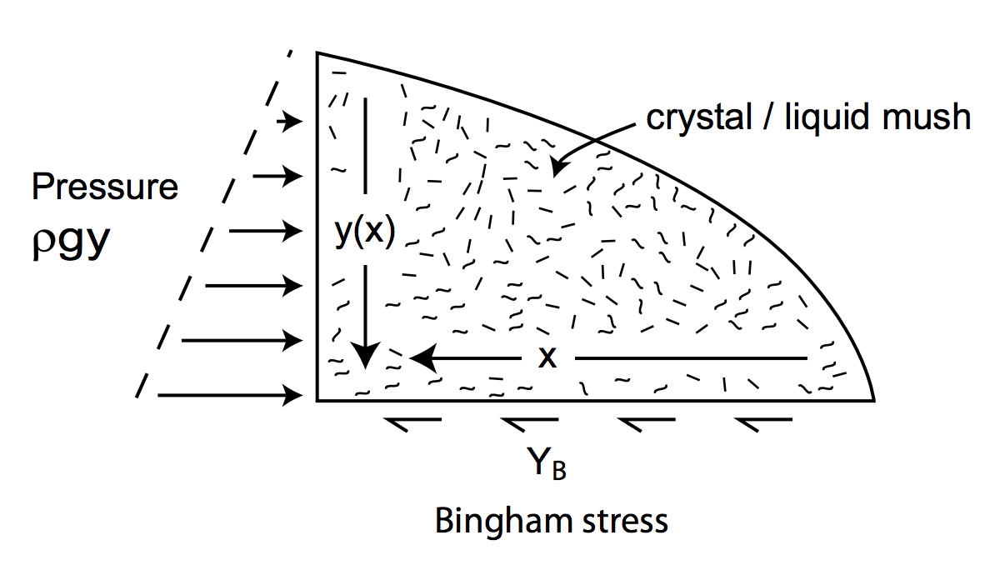 crystal / liquid mush
Pressure
ρgy
y(x)
x
Y_B
Bingham stress